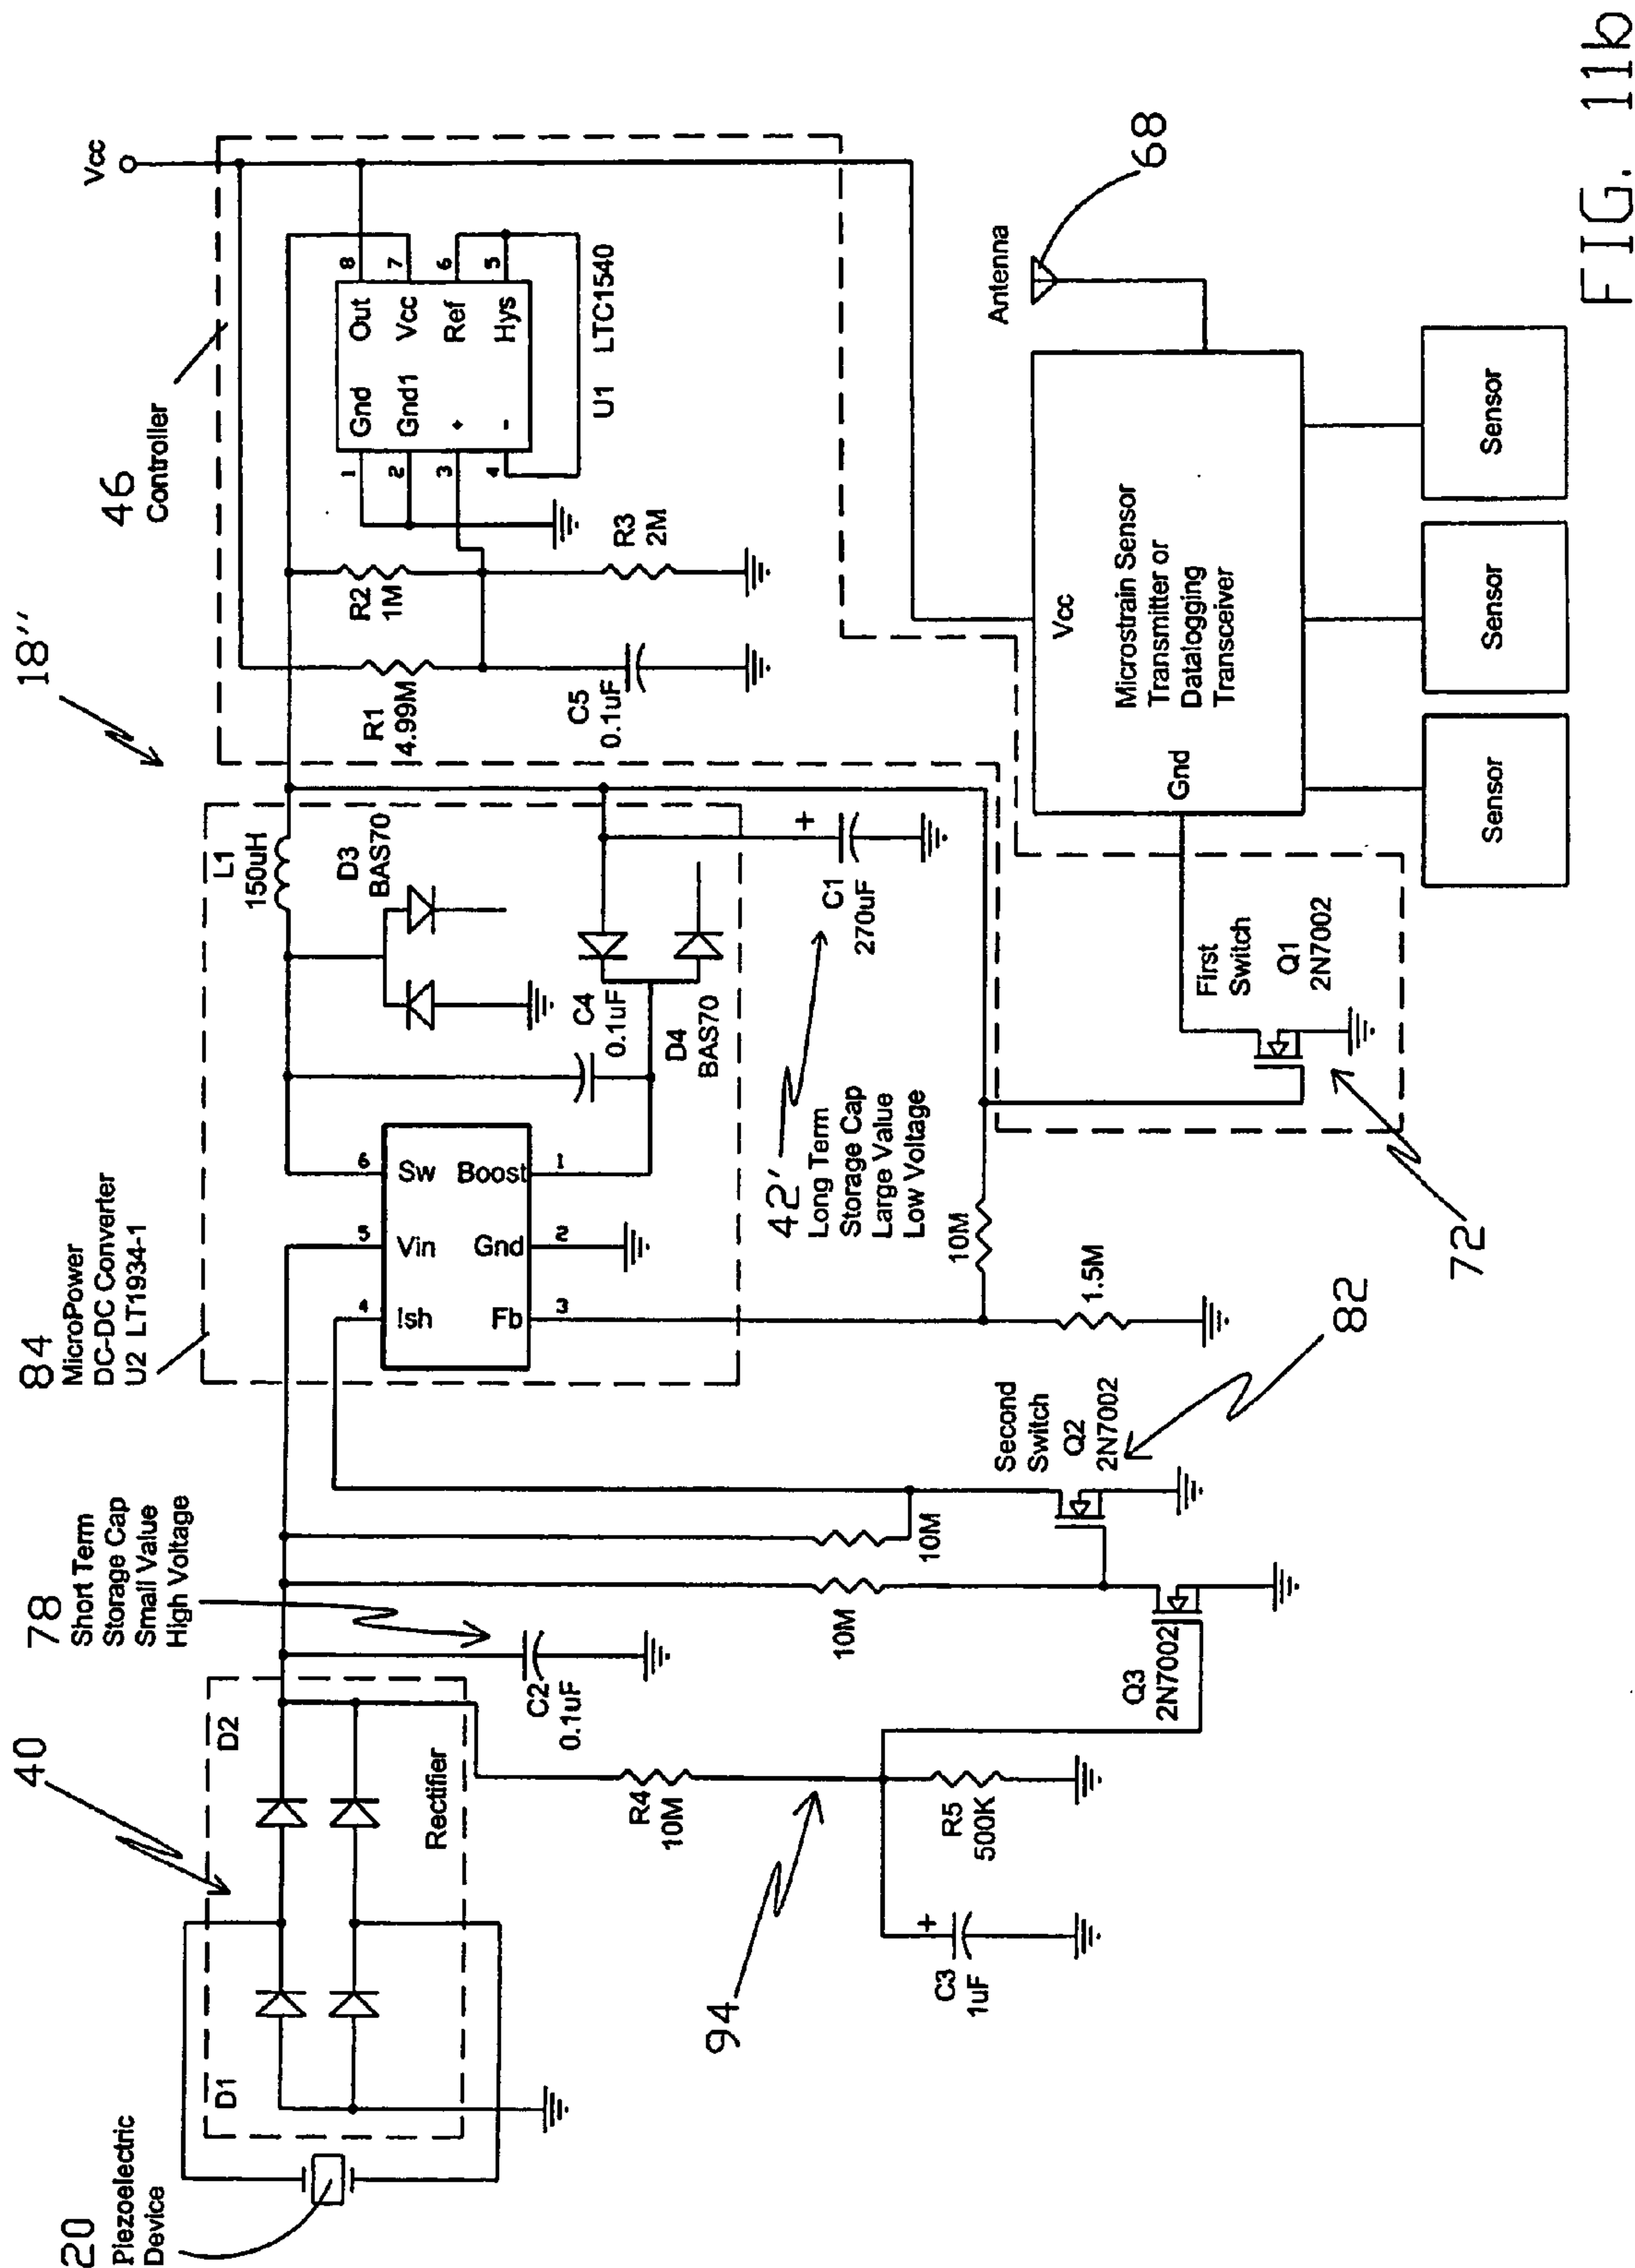 20
Piezoelectric
Device
40
D1
D2
Rectifier
78
Short Term
Storage Cap
Small Value
High Voltage
C2
0.1uF
R4
10M
94
R5
500K
C3
1uF
10M
10M
Q3
2N7002
Second
Switch
Q2
2N7002
82
84
MicroPower
DC-DC Converter
U2 LT1934-1
4
5
6
Ish
Vin
Sw
Fb
Gnd
Boost
3
2
1
L1
150uH
D3
BAS70
C4
0.1uF
D4
BAS70
42'
Long Term
Storage Cap
Large Value
Low Voltage
C1
270uF
+
+
10M
1.5M
18''
46
Controller
R1
4.99M
R2
1M
R3
2M
C5
0.1uF
1
2
3
4
Gnd
Gnd1
+
-
Out
Vcc
Ref
Hys
8
7
6
5
U1 LTC1540
Vcc
First
Switch
Q1
2N7002
72
Gnd
Vcc
Microstrain Sensor
Transmitter or
Datalogging
Transceiver
Antenna
68
Sensor
Sensor
Sensor
FIG. 11b